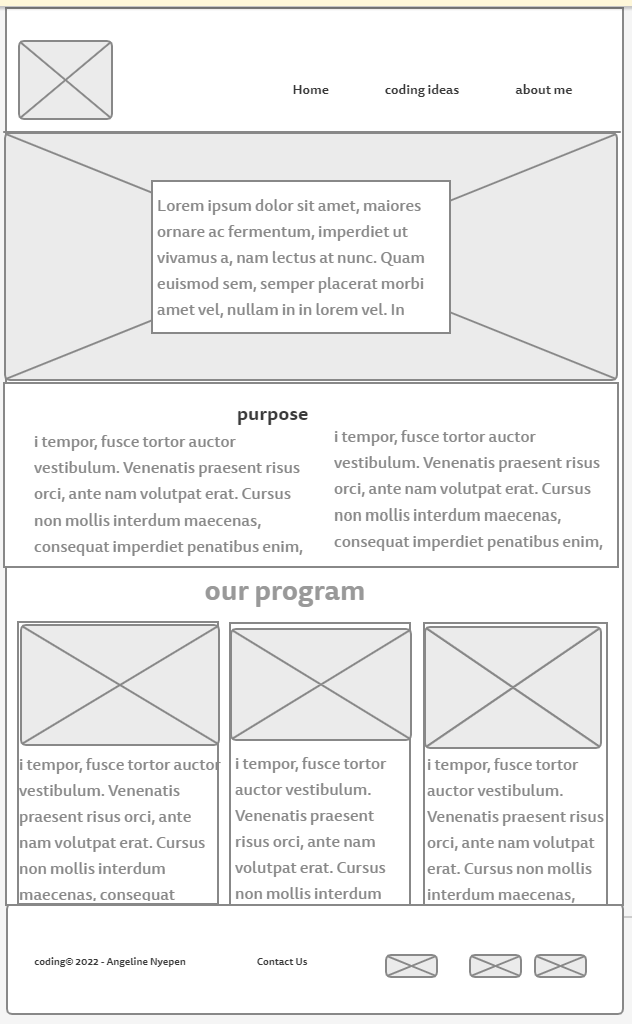 Home coding ideas about me
Lorem ipsum dolor sit amet, maiores
ornare ac fermentum, imperdiet ut
vivamus a, nam lectus at nunc. Quam
euismod sem, semper placerat morbi
amet vel, nullam in in lorem vel. In
purpose
i tempor, fusce tortor auctor
vestibulum. Venenatis praesent risus
orci, ante nam volutpat erat. Cursus
non mollis interdum maecenas,
consequat imperdiet penatibus enim,
i tempor, fusce tortor auctor
vestibulum. Venenatis praesent risus
orci, ante nam volutpat erat. Cursus
non mollis interdum maecenas,
consequat imperdiet penatibus enim,
our program
i tempor, fusce tortor auctor
vestibulum. Venenatis
praesent risus orci, ante
nam volutpat erat. Cursus
non mollis interdum
maecenas, consequat
i tempor, fusce tortor
auctor vestibulum.
Venenatis praesent
risus orci, ante nam
volutpat erat. Cursus
non mollis interdum
i tempor, fusce tortor
auctor vestibulum.
Venenatis praesent risus
orci, ante nam volutpat
erat. Cursus non mollis
interdum maecenas,
coding© 2022 - Angeline Nyepen Contact Us